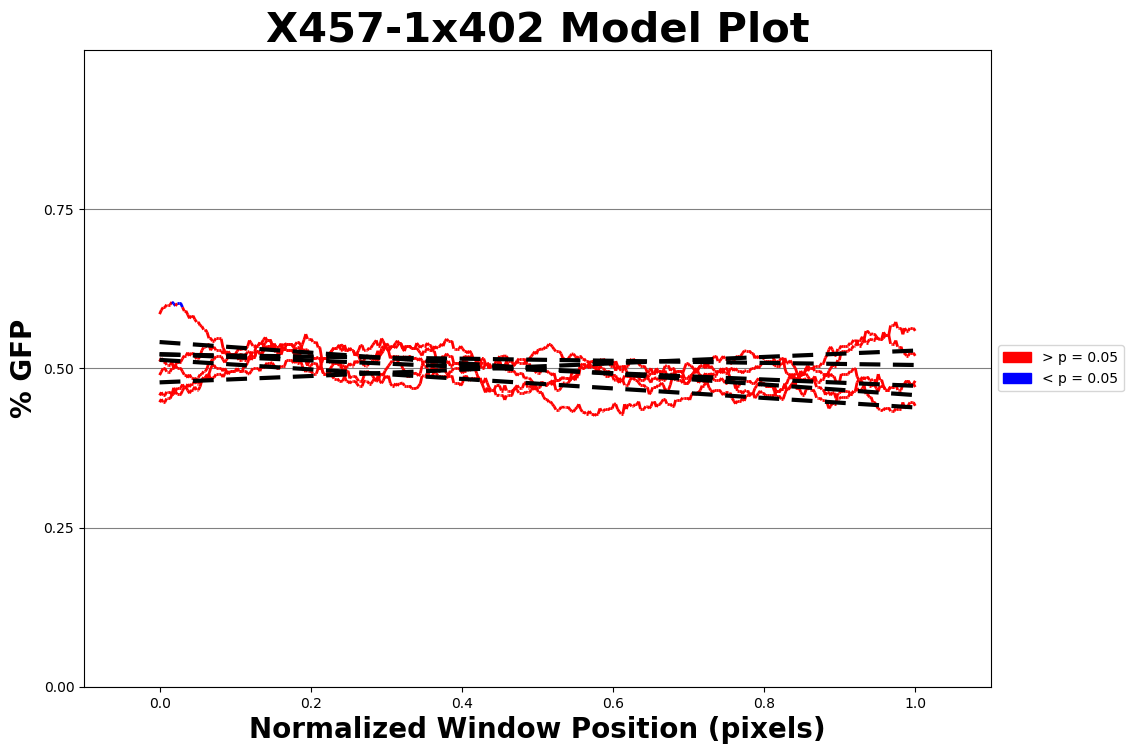 X457-1x402 Model Plot
% GFP
0.75
0.50
0.25
0.00
0.0 0.2 0.4 0.6 0.8 1.0
Normalized Window Position (pixels)
> p = 0.05
< p = 0.05